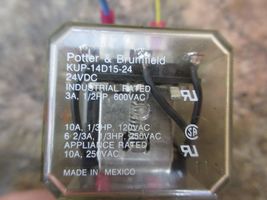 Potter & Brumfield
KUP-14D15-24
24VDC
INDUSTRIAL RATED
3A, 1/2HP, 600VAC
10A, 1/3HP, 120VAC
6 2/3A, 1/3HP, 250VAC
APPLIANCE RATED
10A, 250VAC
MADE IN MEXICO